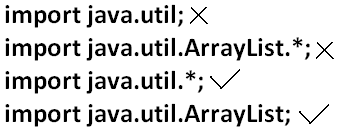 import java.util; ✕
import java.util.ArrayList.*; ✕
import java.util.*; ✓
import java.util.ArrayList; ✓